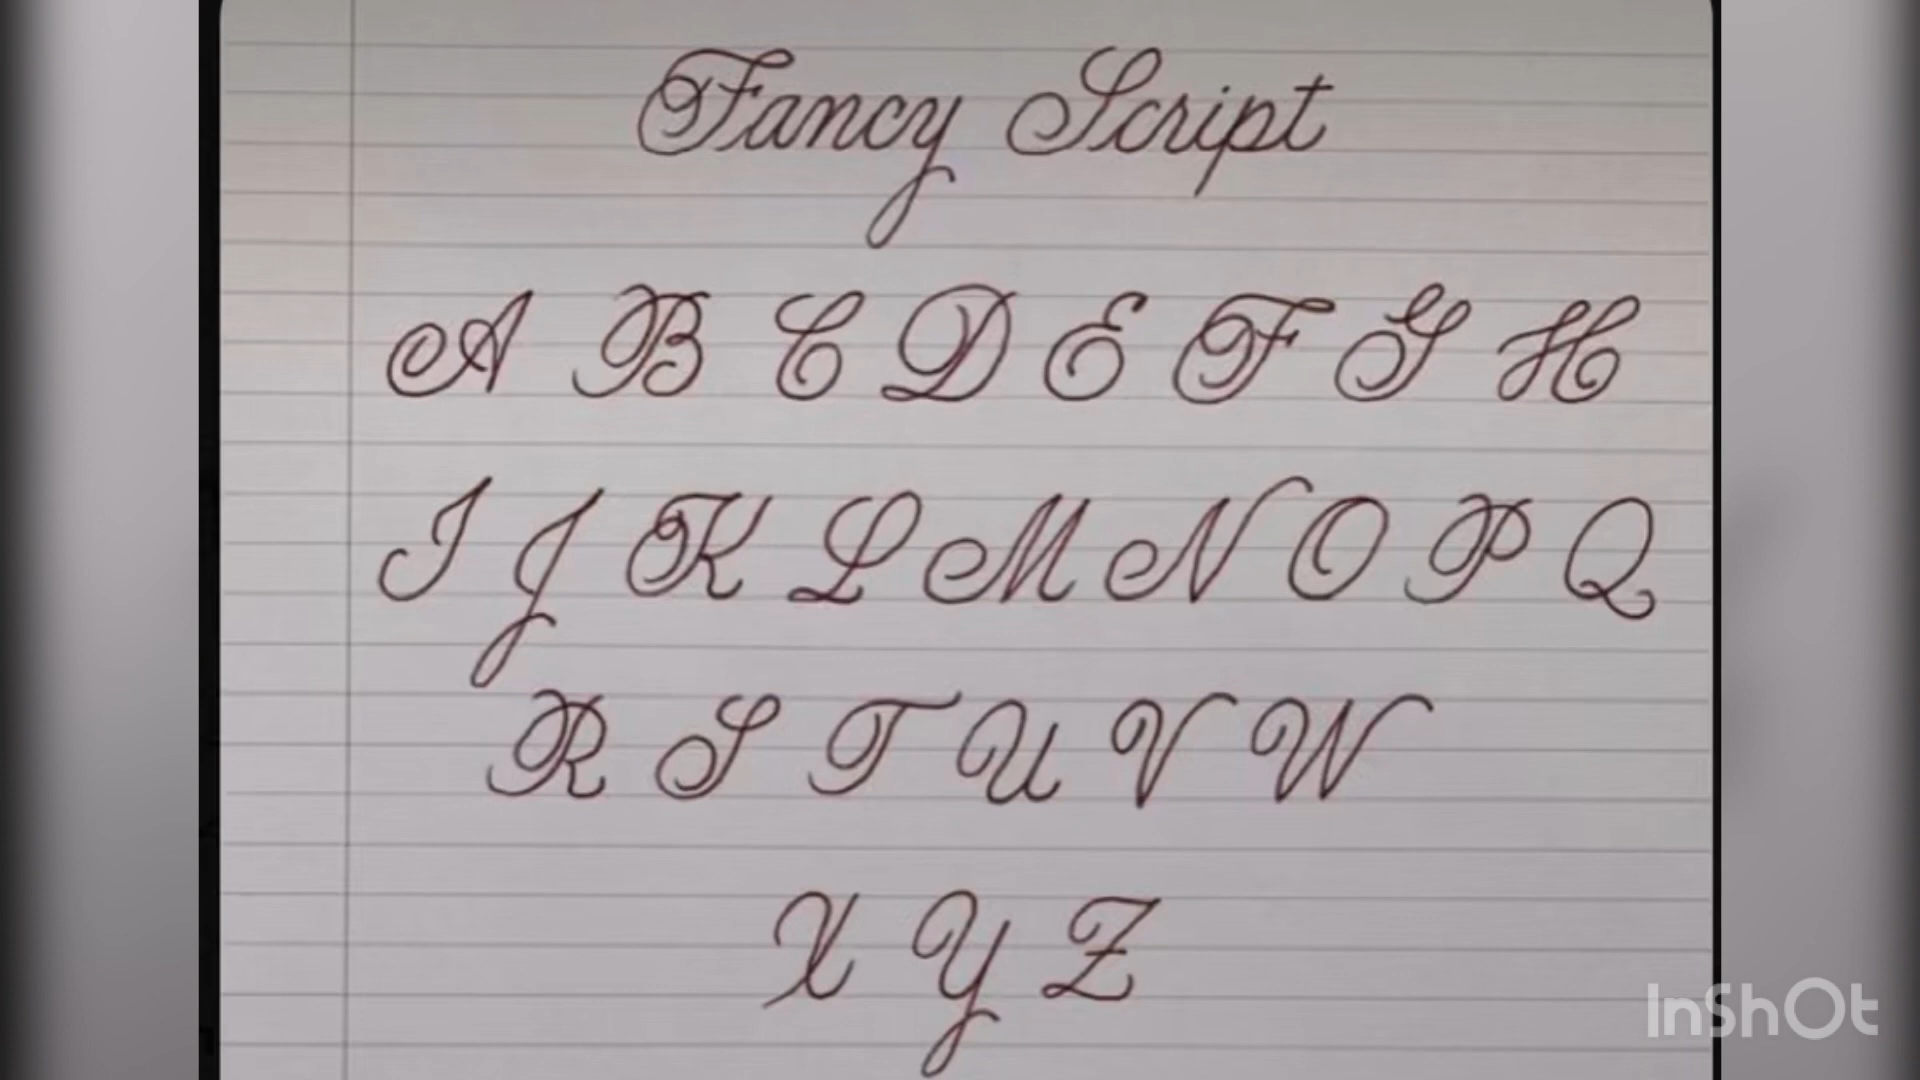 Fancy Script
A B C D E F G H
I J K L M N O P Q
R S T U V W
X Y Z
InShOt